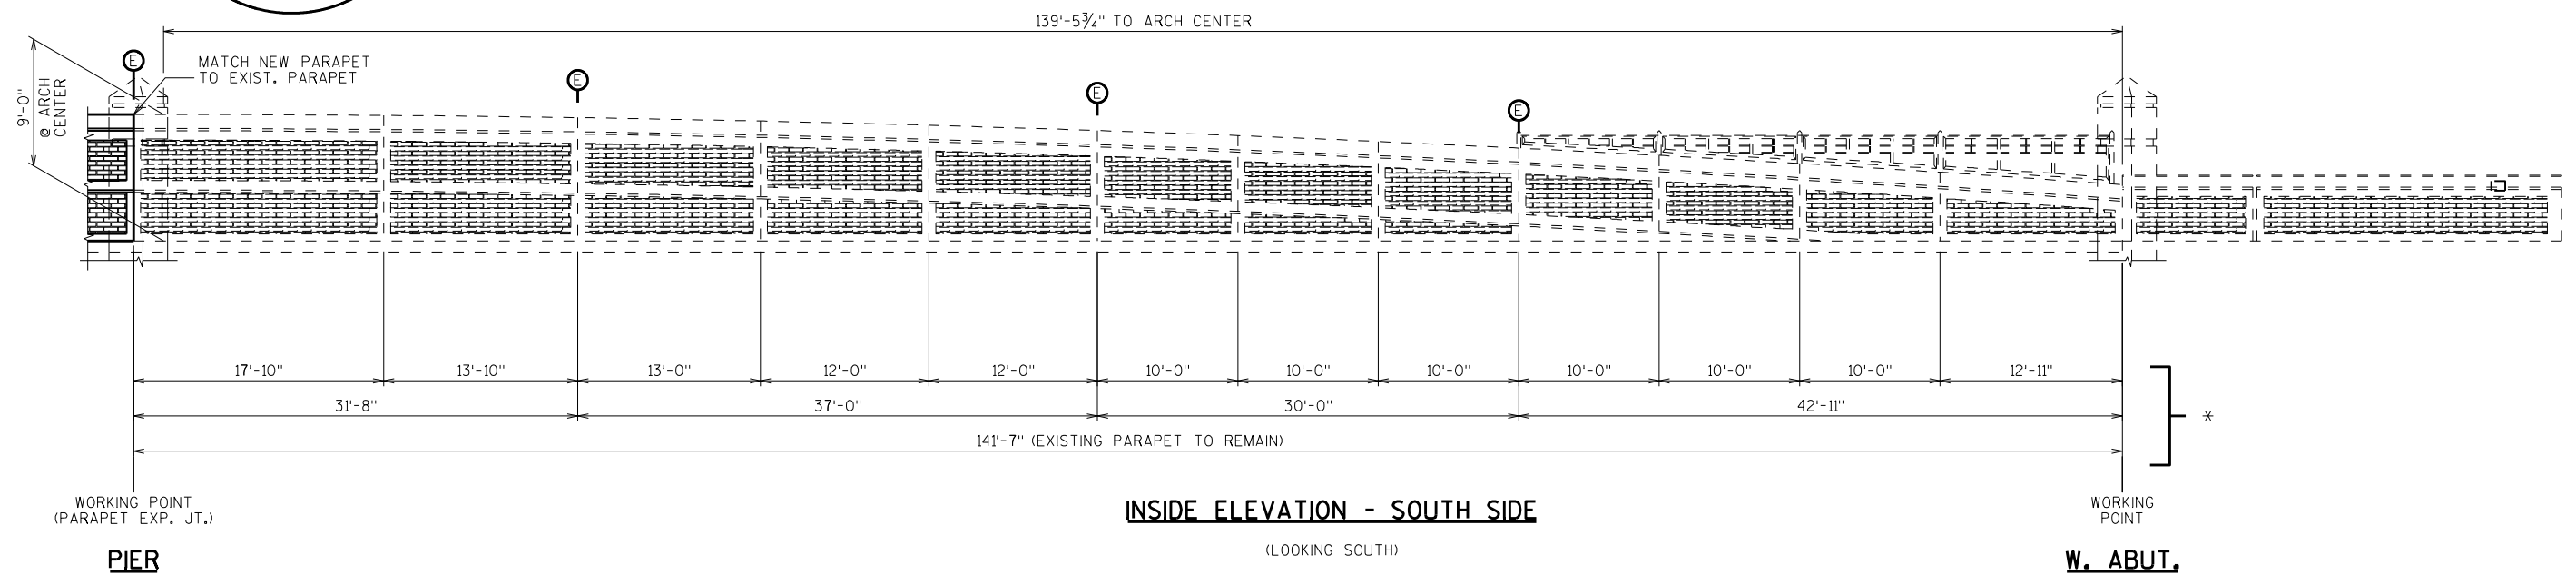 139'-5¾" TO ARCH CENTER
E
MATCH NEW PARAPET
TO EXIST. PARAPET
E
E
E
9'-0"
@ ARCH
CENTER
17'-10"
13'-10"
13'-0"
12'-0"
12'-0"
10'-0"
10'-0"
10'-0"
10'-0"
10'-0"
10'-0"
12'-11"
31'-8"
37'-0"
30'-0"
42'-11"
*
141'-7" (EXISTING PARAPET TO REMAIN)
WORKING POINT
(PARAPET EXP. JT.)
PIER
INSIDE ELEVATION - SOUTH SIDE
(LOOKING SOUTH)
WORKING
POINT
W. ABUT.